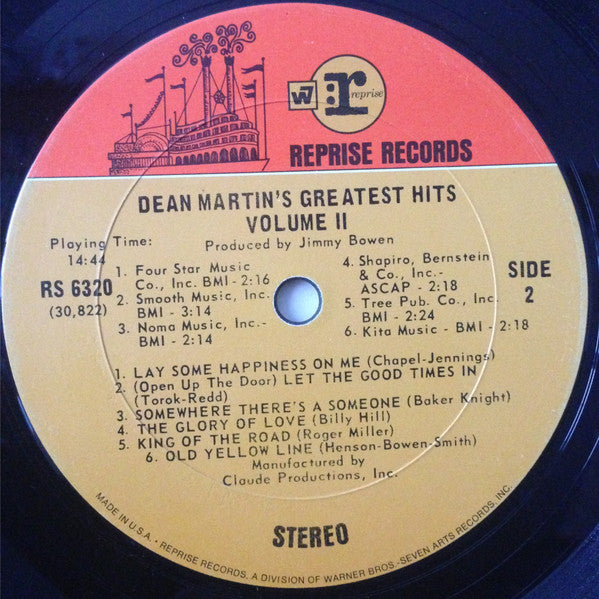 W7 r reprise
REPRISE RECORDS
DEAN MARTIN'S GREATEST HITS
VOLUME II
Produced by Jimmy Bowen
Playing Time:
14:44
RS 6320
(30,822)
1. Four Star Music
Co., Inc. BMI - 2:16
2. Smooth Music, Inc.
BMI - 3:14
3. Noma Music, Inc.-
BMI - 2:14
4. Shapiro, Bernstein
& Co., Inc.-
ASCAP - 2:18
5. Tree Pub. Co., Inc.
BMI - 2:24
6. Kita Music - BMI - 2:18
SIDE
2
1. LAY SOME HAPPINESS ON ME (Chapel-Jennings)
2. (Open Up The Door) LET THE GOOD TIMES IN
(Torok-Redd)
3. SOMEWHERE THERE'S A SOMEONE (Baker Knight)
4. THE GLORY OF LOVE (Billy Hill)
5. KING OF THE ROAD (Roger Miller)
6. OLD YELLOW LINE (Henson-Bowen-Smith)
Manufactured by
Claude Productions, Inc.
STEREO
MADE IN U.S.A. • REPRISE RECORDS, A DIVISION OF WARNER BROS.-SEVEN ARTS RECORDS, INC.